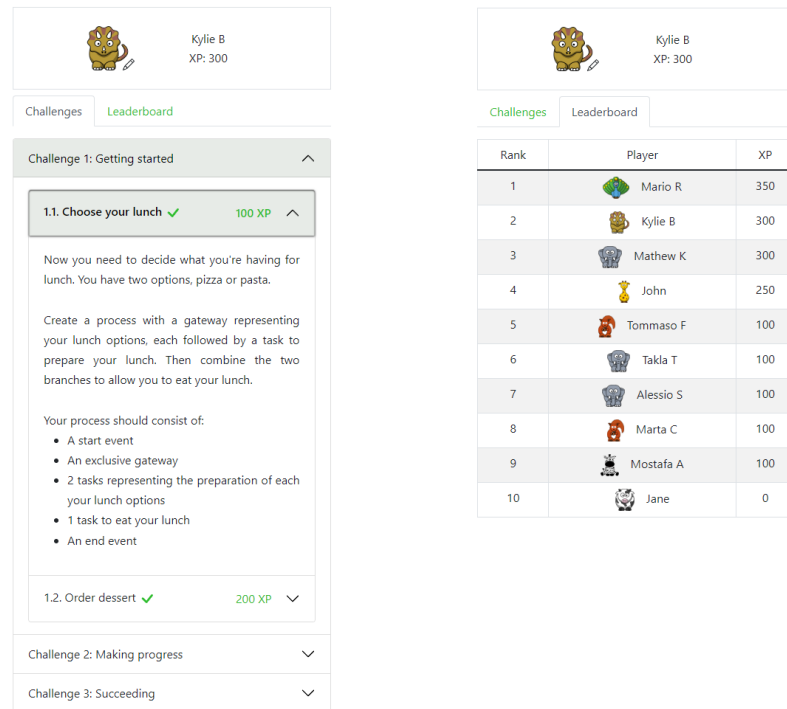 Kylie B
XP: 300
Challenges
Leaderboard
Challenge 1: Getting started
1.1. Choose your lunch
100 XP
Now you need to decide what you're having for
lunch. You have two options, pizza or pasta.
Create a process with a gateway representing
your lunch options, each followed by a task to
prepare your lunch. Then combine the two
branches to allow you to eat your lunch.
Your process should consist of:
• A start event
• An exclusive gateway
• 2 tasks representing the preparation of each
your lunch options
• 1 task to eat your lunch
• An end event
1.2. Order dessert
200 XP
Challenge 2: Making progress
Challenge 3: Succeeding
Kylie B
XP: 300
Challenges
Leaderboard
Rank Player XP
1 Mario R 350
2 Kylie B 300
3 Mathew K 300
4 John 250
5 Tommaso F 100
6 Takla T 100
7 Alessio S 100
8 Marta C 100
9 Mostafa A 100
10 Jane 0